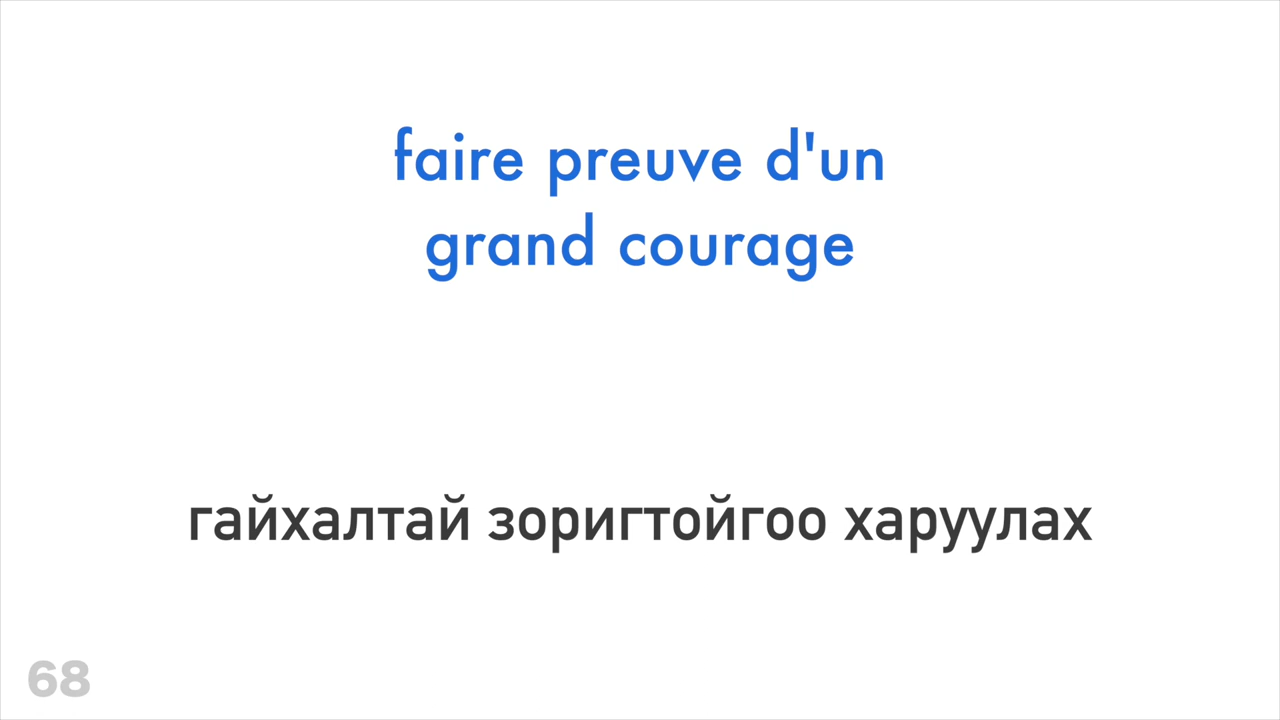 faire preuve d'un
grand courage
гайхалтай зоригтойгоо харуулах
68